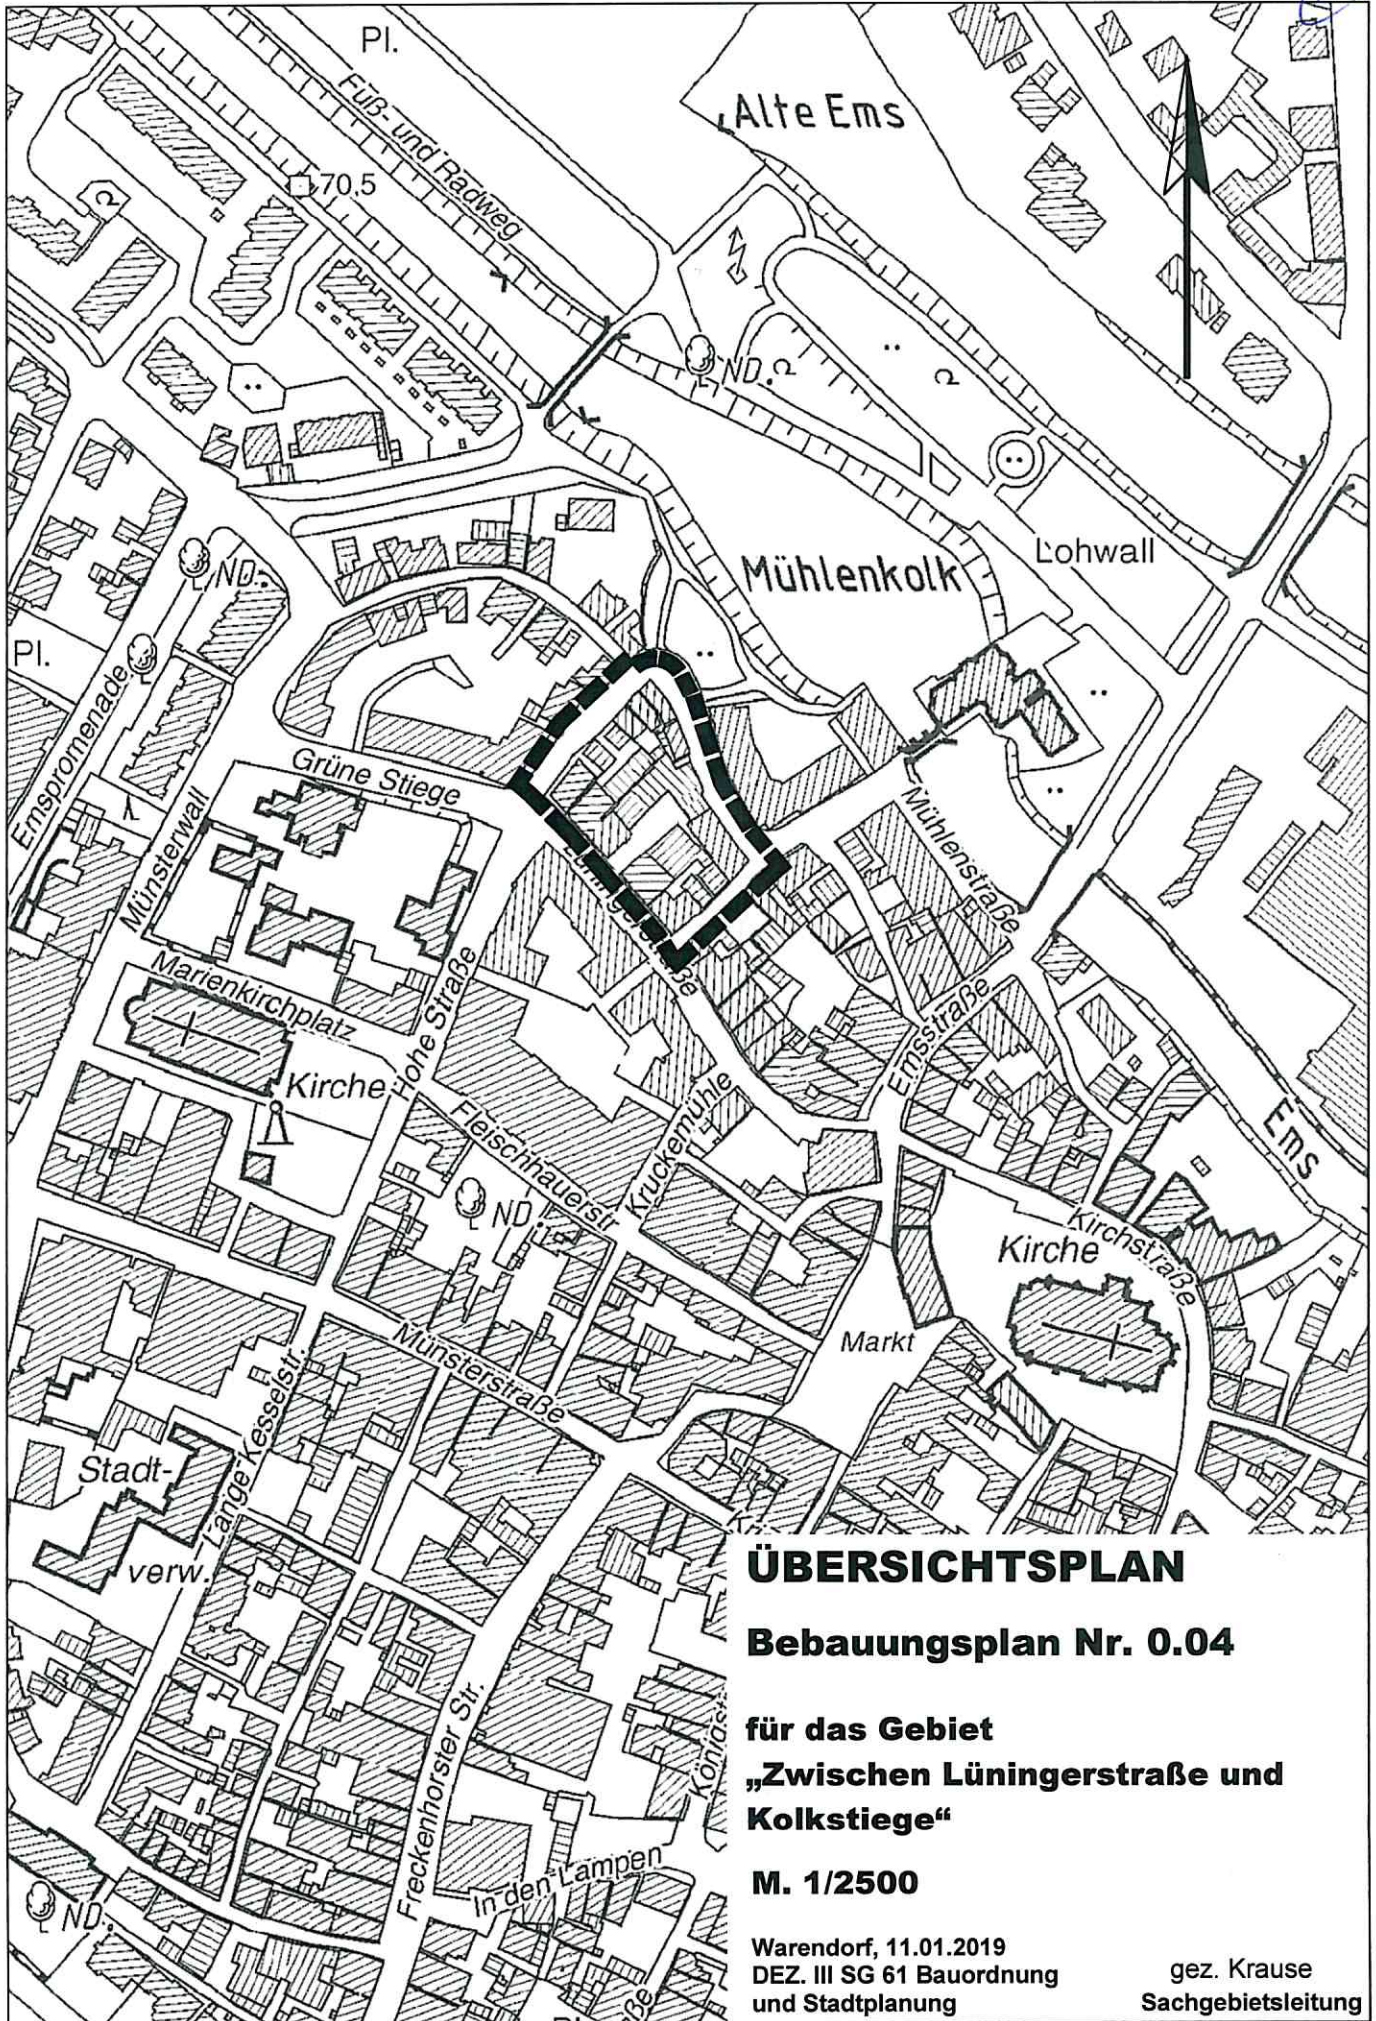 Pl.
Alte Ems
Fuß- und Radweg
70,5
ND.
Lohwall
Mühlenkolk
ND.
Pl.
Emspromenade
Münsterwall
Grüne Stiege
Mühlenstraße
Marienkirchplatz
Hohe Straße
Kirche
Emsstraße
Ems
Fleischhauerstr.
Kruckemühle
ND.
Kirchstraße
Kirche
Markt
Münsterstraße
Lange Kesselstr.
Stadt-
verw.
Freckenhorster Str.
In den Lampen
ND.
ÜBERSICHTSPLAN
Bebauungsplan Nr. 0.04
für das Gebiet
„Zwischen Lüningerstraße und
Kolkstiege“
M. 1/2500
Warendorf, 11.01.2019
DEZ. III SG 61 Bauordnung
und Stadtplanung
gez. Krause
Sachgebietsleitung